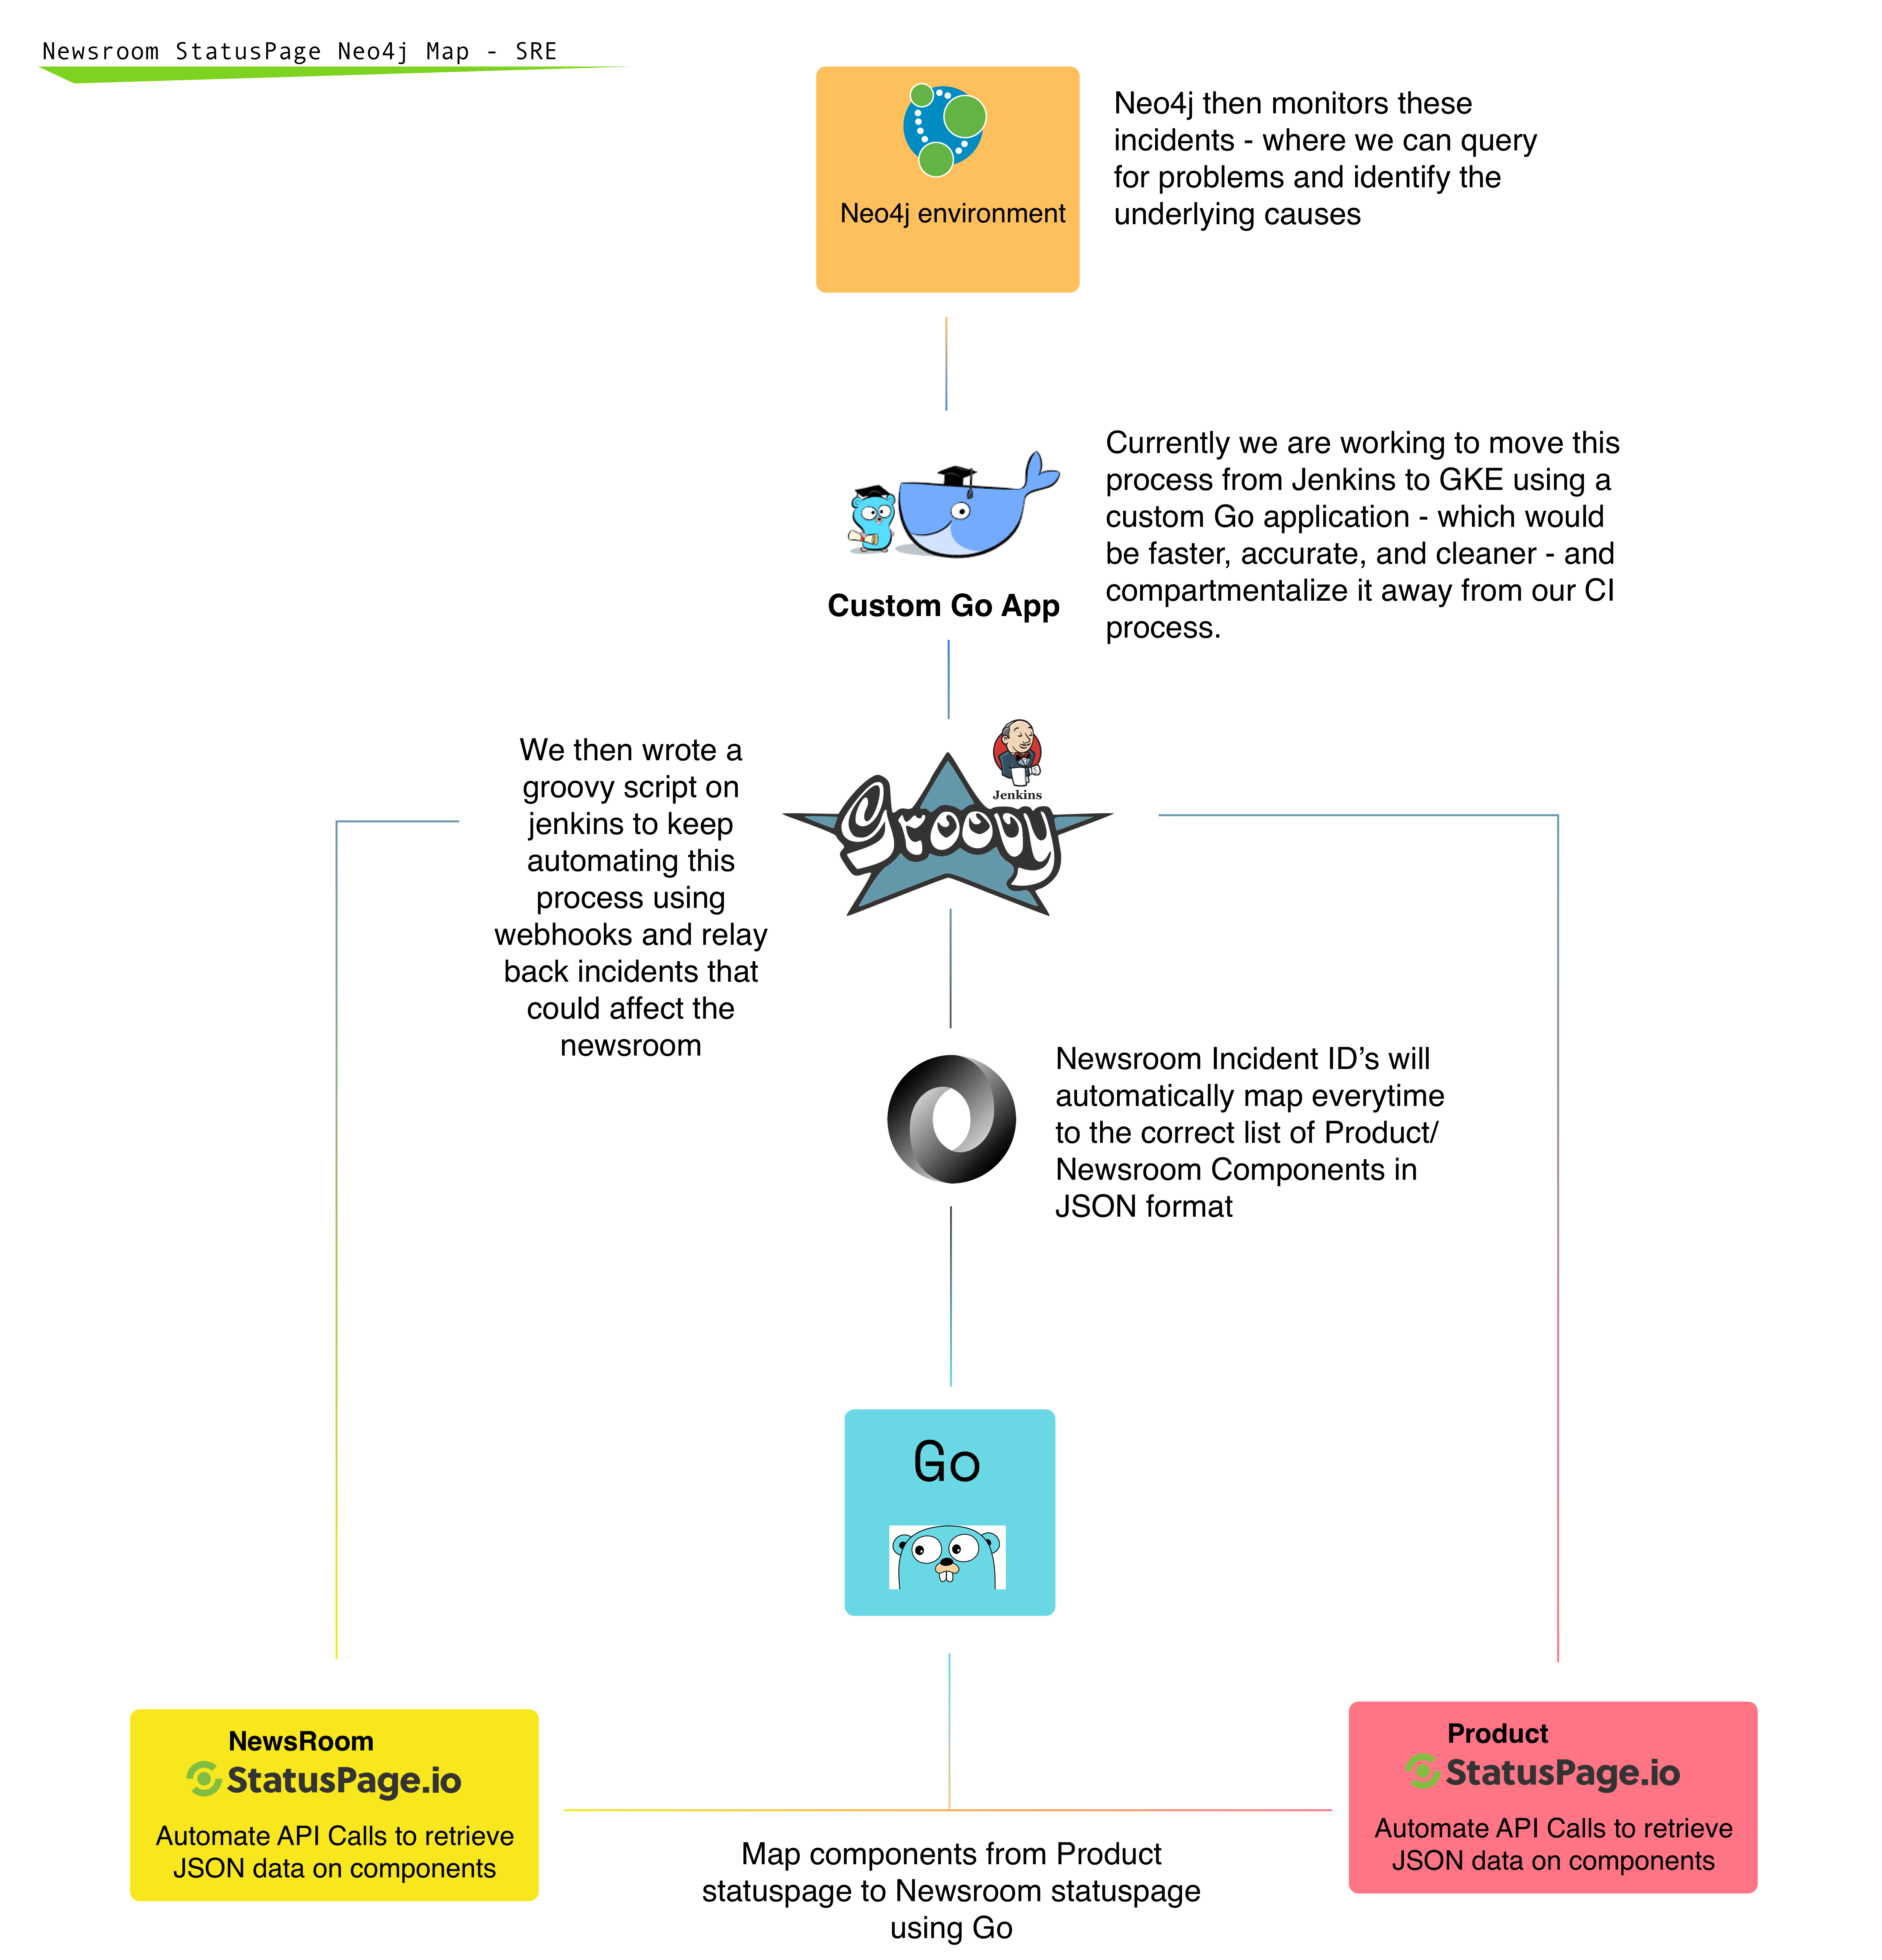 Newsroom StatusPage Neo4j Map - SRE
Neo4j environment
Neo4j then monitors these
incidents - where we can query
for problems and identify the
underlying causes
Custom Go App
Currently we are working to move this
process from Jenkins to GKE using a
custom Go application - which would
be faster, accurate, and cleaner - and
compartmentalize it away from our CI
process.
We then wrote a
groovy script on
jenkins to keep
automating this
process using
webhooks and relay
back incidents that
could affect the
newsroom
Jenkins
Groovy
Newsroom Incident ID’s will
automatically map everytime
to the correct list of Product/
Newsroom Components in
JSON format
Go
NewsRoom
StatusPage.io
Automate API Calls to retrieve
JSON data on components
Map components from Product
statuspage to Newsroom statuspage
using Go
Product
StatusPage.io
Automate API Calls to retrieve
JSON data on components